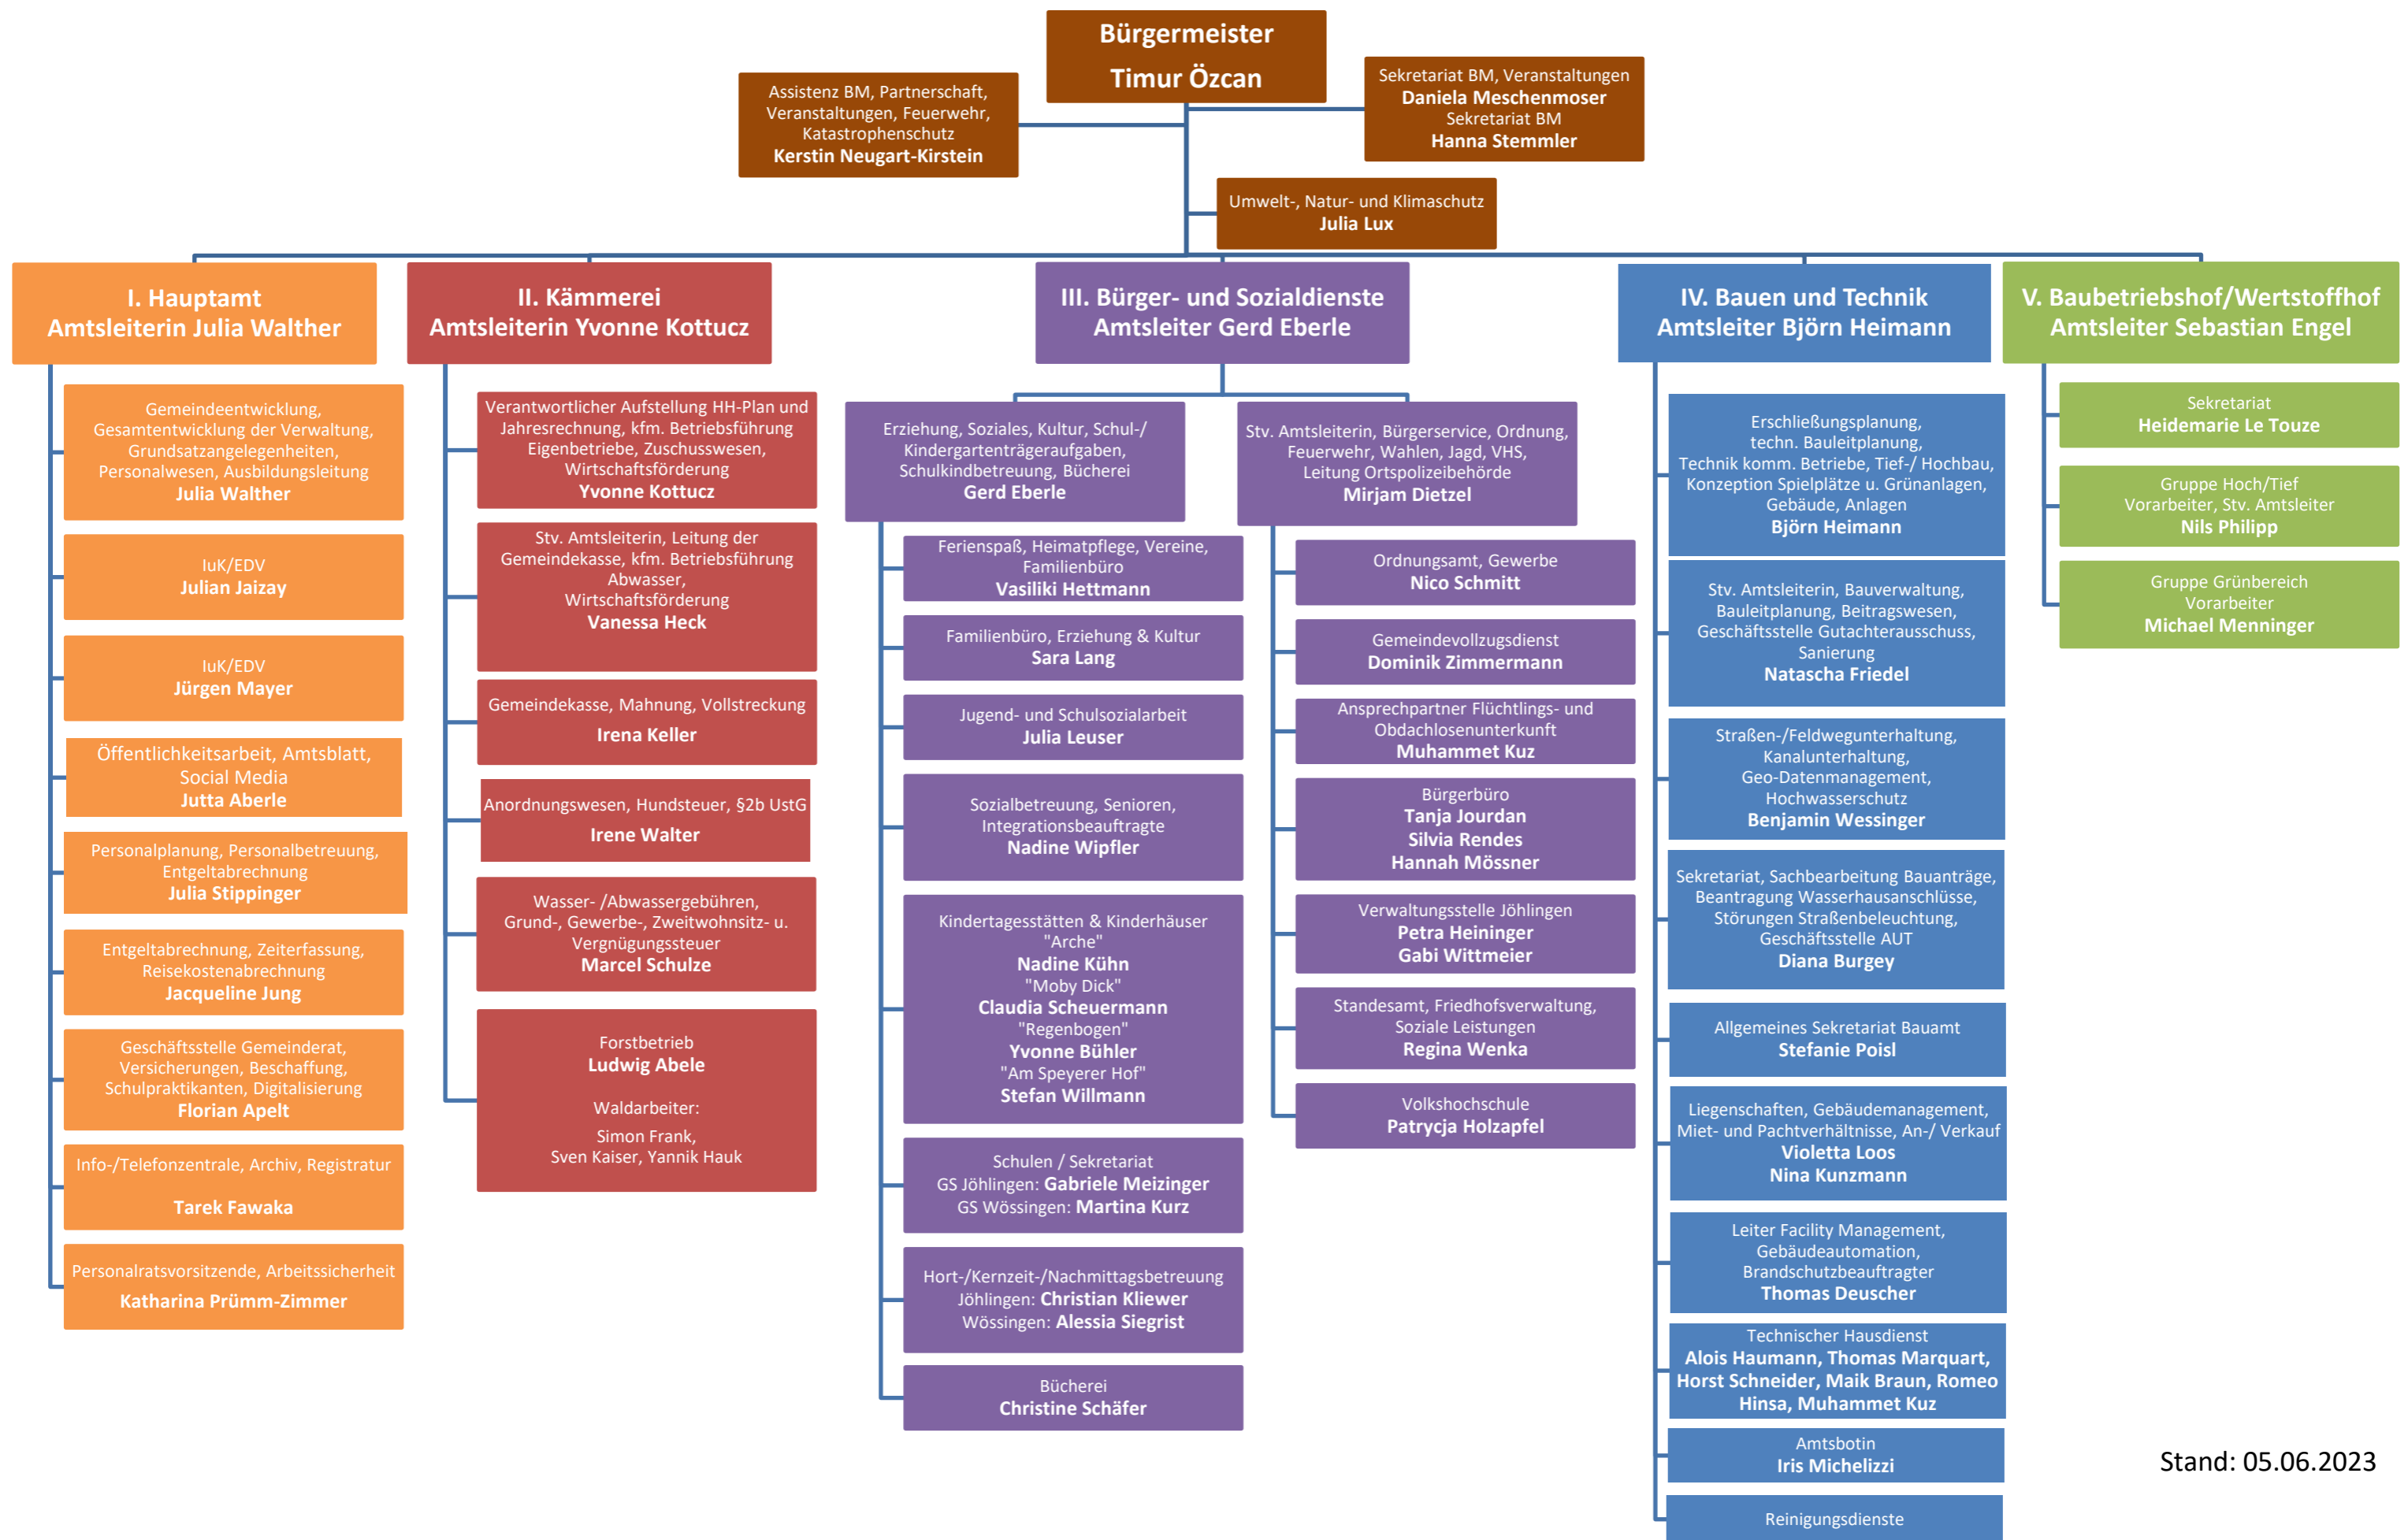 Bürgermeister
Timur Özcan
Assistenz BM, Partnerschaft,
Veranstaltungen, Feuerwehr,
Katastrophenschutz
Kerstin Neugart-Kirstein
Sekretariat BM, Veranstaltungen
Daniela Meschenmoser
Sekretariat BM
Hanna Stemmler
Umwelt-, Natur- und Klimaschutz
Julia Lux
I. Hauptamt
Amtsleiterin Julia Walther
Gemeindeentwicklung,
Gesamtentwicklung der Verwaltung,
Grundsatzangelegenheiten,
Personalwesen, Ausbildungsleitung
Julia Walther
IuK/EDV
Julian Jaizay
IuK/EDV
Jürgen Mayer
Öffentlichkeitsarbeit, Amtsblatt,
Social Media
Jutta Aberle
Personalplanung, Personalbetreuung,
Entgeltabrechnung
Julia Stippinger
Entgeltabrechnung, Zeiterfassung,
Reisekostenabrechnung
Jacqueline Jung
Geschäftsstelle Gemeinderat,
Versicherungen, Beschaffung,
Schulpraktikanten, Digitalisierung
Florian Apelt
Info-/Telefonzentrale, Archiv, Registratur
Tarek Fawaka
Personalratsvorsitzende, Arbeitssicherheit
Katharina Prümm-Zimmer
II. Kämmerei
Amtsleiterin Yvonne Kottucz
Verantwortlicher Aufstellung HH-Plan und
Jahresrechnung, kfm. Betriebsführung
Eigenbetriebe, Zuschusswesen,
Wirtschaftsförderung
Yvonne Kottucz
Stv. Amtsleiterin, Leitung der
Gemeindekasse, kfm. Betriebsführung
Abwasser,
Wirtschaftsförderung
Vanessa Heck
Gemeindekasse, Mahnung, Vollstreckung
Irena Keller
Anordnungswesen, Hundsteuer, §2b UstG
Irene Walter
Wasser- /Abwassergebühren,
Grund-, Gewerbe-, Zweitwohnsitz- u.
Vergnügungssteuer
Marcel Schulze
Forstbetrieb
Ludwig Abele
Waldarbeiter:
Simon Frank,
Sven Kaiser, Yannik Hauk
III. Bürger- und Sozialdienste
Amtsleiter Gerd Eberle
Erziehung, Soziales, Kultur, Schul-/
Kindergartenträgeraufgaben,
Schulkindbetreuung, Bücherei
Gerd Eberle
Ferienspaß, Heimatpflege, Vereine,
Familienbüro
Vasiliki Hettmann
Familienbüro, Erziehung & Kultur
Sara Lang
Jugend- und Schulsozialarbeit
Julia Leuser
Sozialbetreuung, Senioren,
Integrationsbeauftragte
Nadine Wipfler
Kindertagesstätten & Kinderhäuser
"Arche"
Nadine Kühn
"Moby Dick"
Claudia Scheuermann
"Regenbogen"
Yvonne Bühler
"Am Speyerer Hof"
Stefan Willmann
Schulen / Sekretariat
GS Jöhlingen: Gabriele Meizinger
GS Wössingen: Martina Kurz
Hort-/Kernzeit-/Nachmittagsbetreuung
Jöhlingen: Christian Kliewer
Wössingen: Alessia Siegrist
Bücherei
Christine Schäfer
Stv. Amtsleiterin, Bürgerservice, Ordnung,
Feuerwehr, Wahlen, Jagd, VHS,
Leitung Ortspolizeibehörde
Mirjam Dietzel
Ordnungsamt, Gewerbe
Nico Schmitt
Gemeindevollzugsdienst
Dominik Zimmermann
Ansprechpartner Flüchtlings- und
Obdachlosenunterkunft
Muhammet Kuz
Bürgerbüro
Tanja Jourdan
Silvia Rendes
Hannah Mössner
Verwaltungsstelle Jöhlingen
Petra Heininger
Gabi Wittmeier
Standesamt, Friedhofsverwaltung,
Soziale Leistungen
Regina Wenka
Volkshochschule
Patrycja Holzapfel
IV. Bauen und Technik
Amtsleiter Björn Heimann
Erschließungsplanung,
techn. Bauleitplanung,
Technik komm. Betriebe, Tief-/ Hochbau,
Konzeption Spielplätze u. Grünanlagen,
Gebäude, Anlagen
Björn Heimann
Stv. Amtsleiterin, Bauverwaltung,
Bauleitplanung, Beitragswesen,
Geschäftsstelle Gutachterausschuss,
Sanierung
Natascha Friedel
Straßen-/Feldwegunterhaltung,
Kanalunterhaltung,
Geo-Datenmanagement,
Hochwasserschutz
Benjamin Wessinger
Sekretariat, Sachbearbeitung Bauanträge,
Beantragung Wasserhausanschlüsse,
Störungen Straßenbeleuchtung,
Geschäftsstelle AUT
Diana Burgey
Allgemeines Sekretariat Bauamt
Stefanie Poisl
Liegenschaften, Gebäudemanagement,
Miet- und Pachtverhältnisse, An-/ Verkauf
Violetta Loos
Nina Kunzmann
Leiter Facility Management,
Gebäudeautomation,
Brandschutzbeauftragter
Thomas Deuscher
Technischer Hausdienst
Alois Haumann, Thomas Marquart,
Horst Schneider, Maik Braun, Romeo
Hinsa, Muhammet Kuz
Amtsbotin
Iris Michelizzi
Reinigungsdienste
V. Baubetriebshof/Wertstoffhof
Amtsleiter Sebastian Engel
Sekretariat
Heidemarie Le Touze
Gruppe Hoch/Tief
Vorarbeiter, Stv. Amtsleiter
Nils Philipp
Gruppe Grünbereich
Vorarbeiter
Michael Menninger
Stand: 05.06.2023